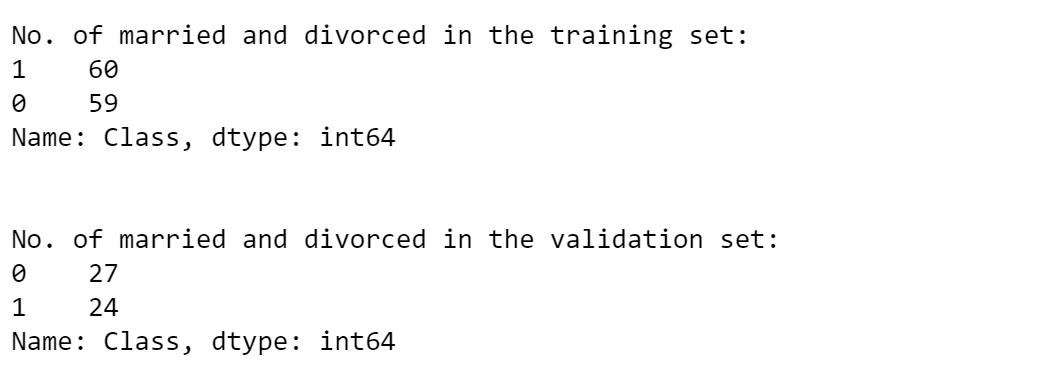 No. of married and divorced in the training set:
1    60
0    59
Name: Class, dtype: int64
No. of married and divorced in the validation set:
0    27
1    24
Name: Class, dtype: int64